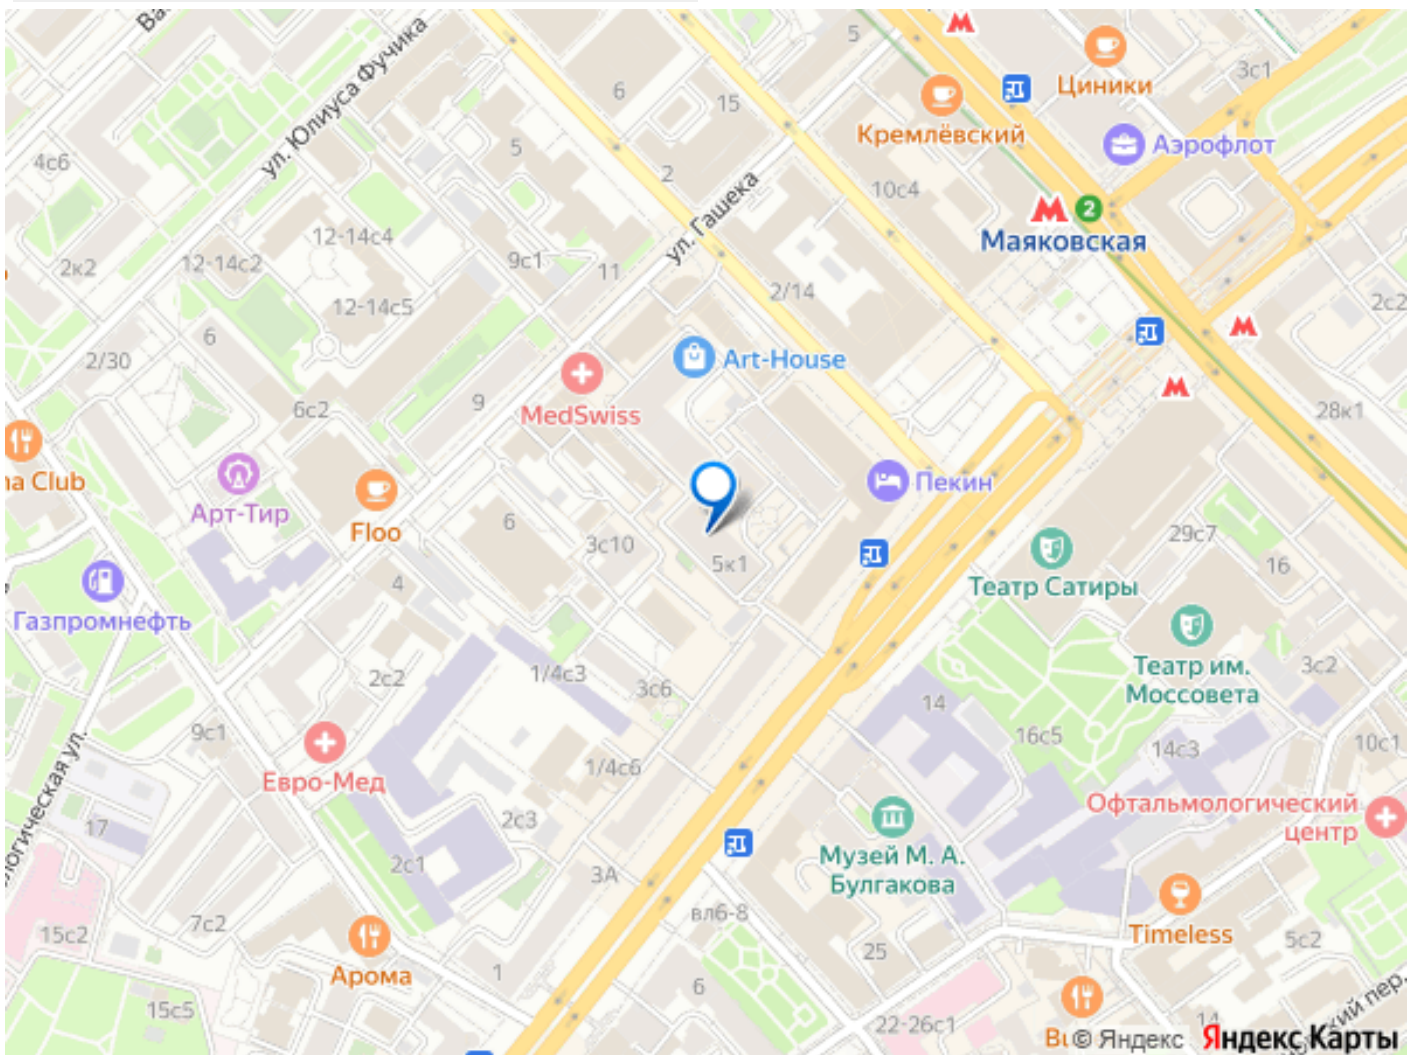 5
Циники
3с1
Кремлёвский
Аэрофлот
ул. Юлиуса Фучика
6
15
5
4с6
2
10с4
ул. Гашека
2
Маяковская
12-14с4
2к2
12-14с2
9с1
11
2/14
2с2
12-14с5
6
2/30
Art-House
MedSwiss
6с2
9
28к1
Пекин
Арт-Тир
Floo
6
3с10
5к1
29с7
16
Театр Сатиры
4
Газпромнефть
Театр им.
Моссовета
3с2
2с2
1/4с3
3с6
14
16с5
14с3
10с1
9с1
Евро-Мед
1/4с6
Офтальмологический
центр
17
2с3
2с1
3А
Музей М. А.
Булгакова
вл6-8
7с2
15с2
Timeless
5с2
25
Арома
1
6
15с5
22-26с1
14
© Яндекс
Яндекс Карты